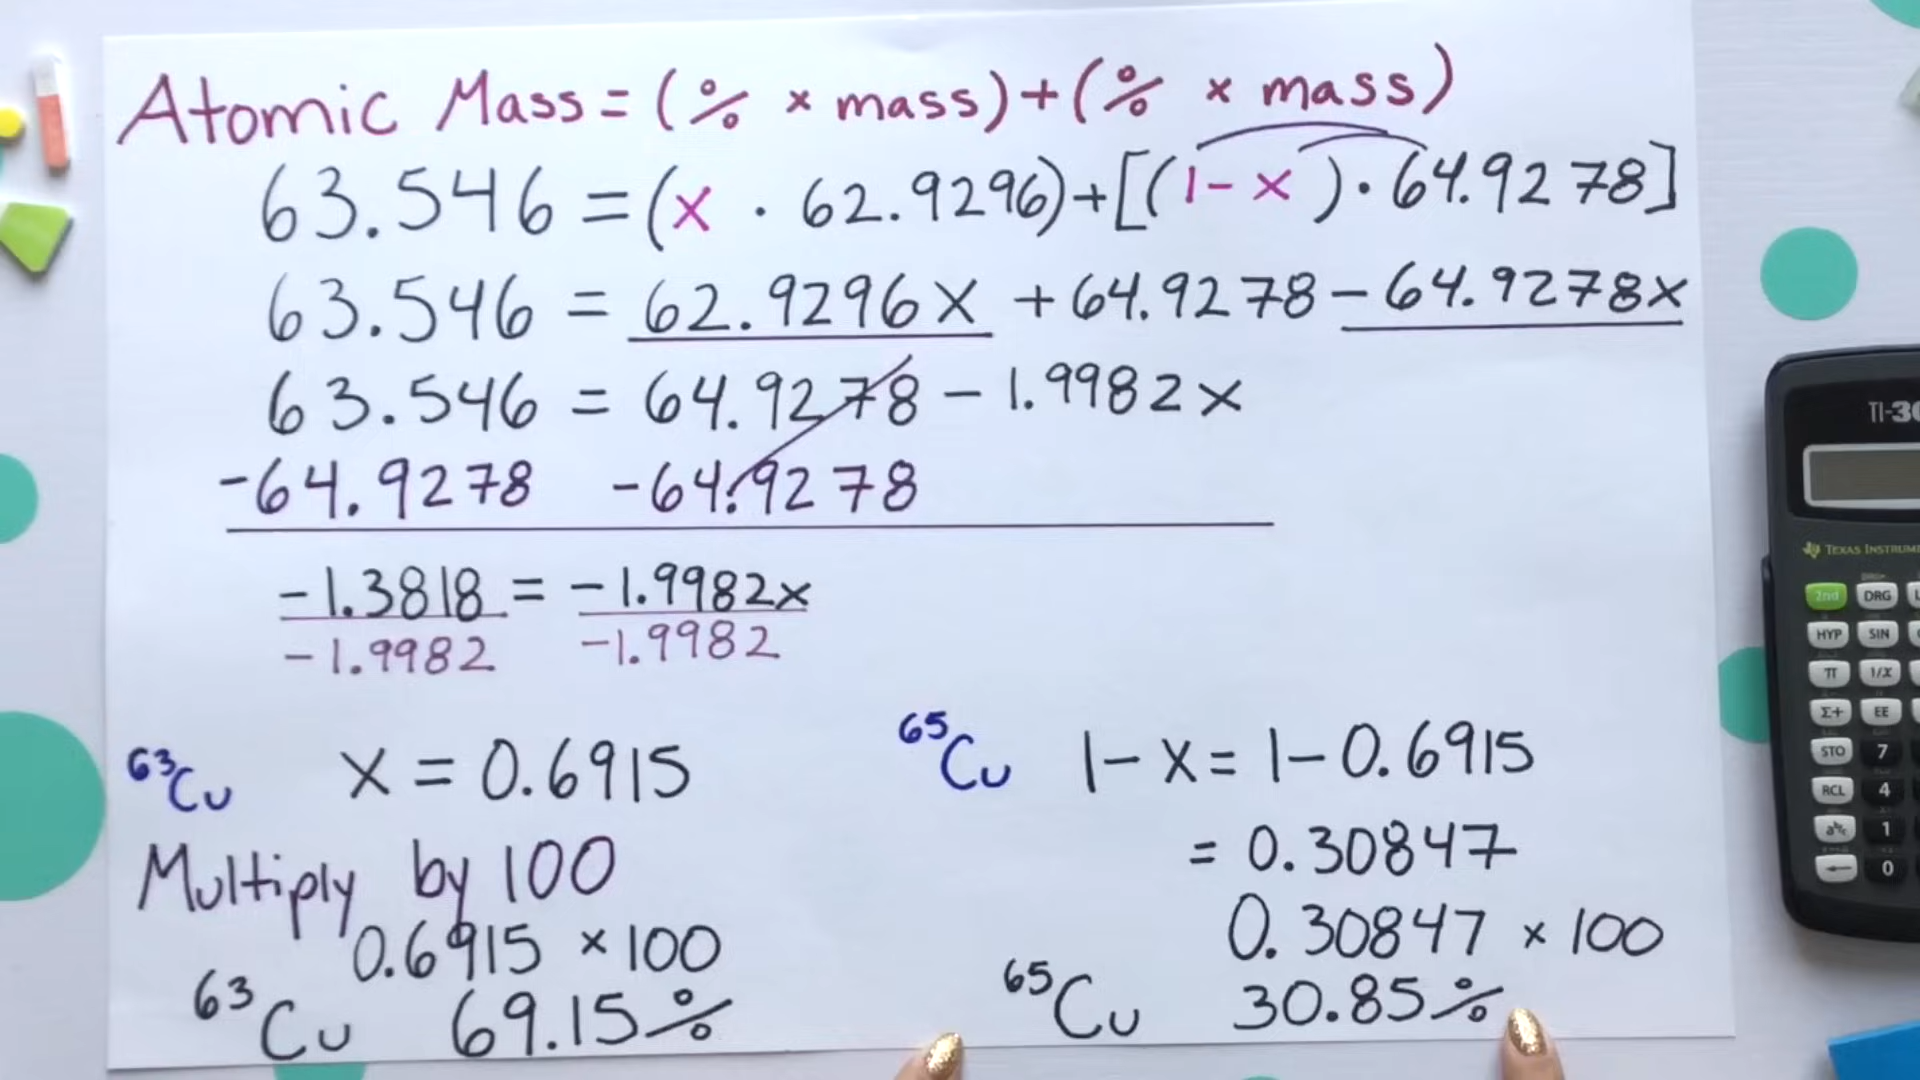 Atomic Mass = (% × mass) + (% × mass)
63.546 = (x · 62.9296) + [(1 - x) · 64.9278]
63.546 = 62.9296x + 64.9278 - 64.9278x
63.546 = 64.9278 - 1.9982x
-64.9278 -64.9278
-1.3818 = -1.9982x
-1.9982 -1.9982
⁶³Cu x = 0.6915
Multiply by 100
0.6915 × 100
⁶³Cu 69.15%
⁶⁵Cu 1 - x = 1 - 0.6915
= 0.30847
0.30847 × 100
⁶⁵Cu 30.85%
TI-30
TEXAS INSTRUME
2nd DRG
HYP SIN
π 1/x
Σ+ EE
STO 7
RCL 4
1
0